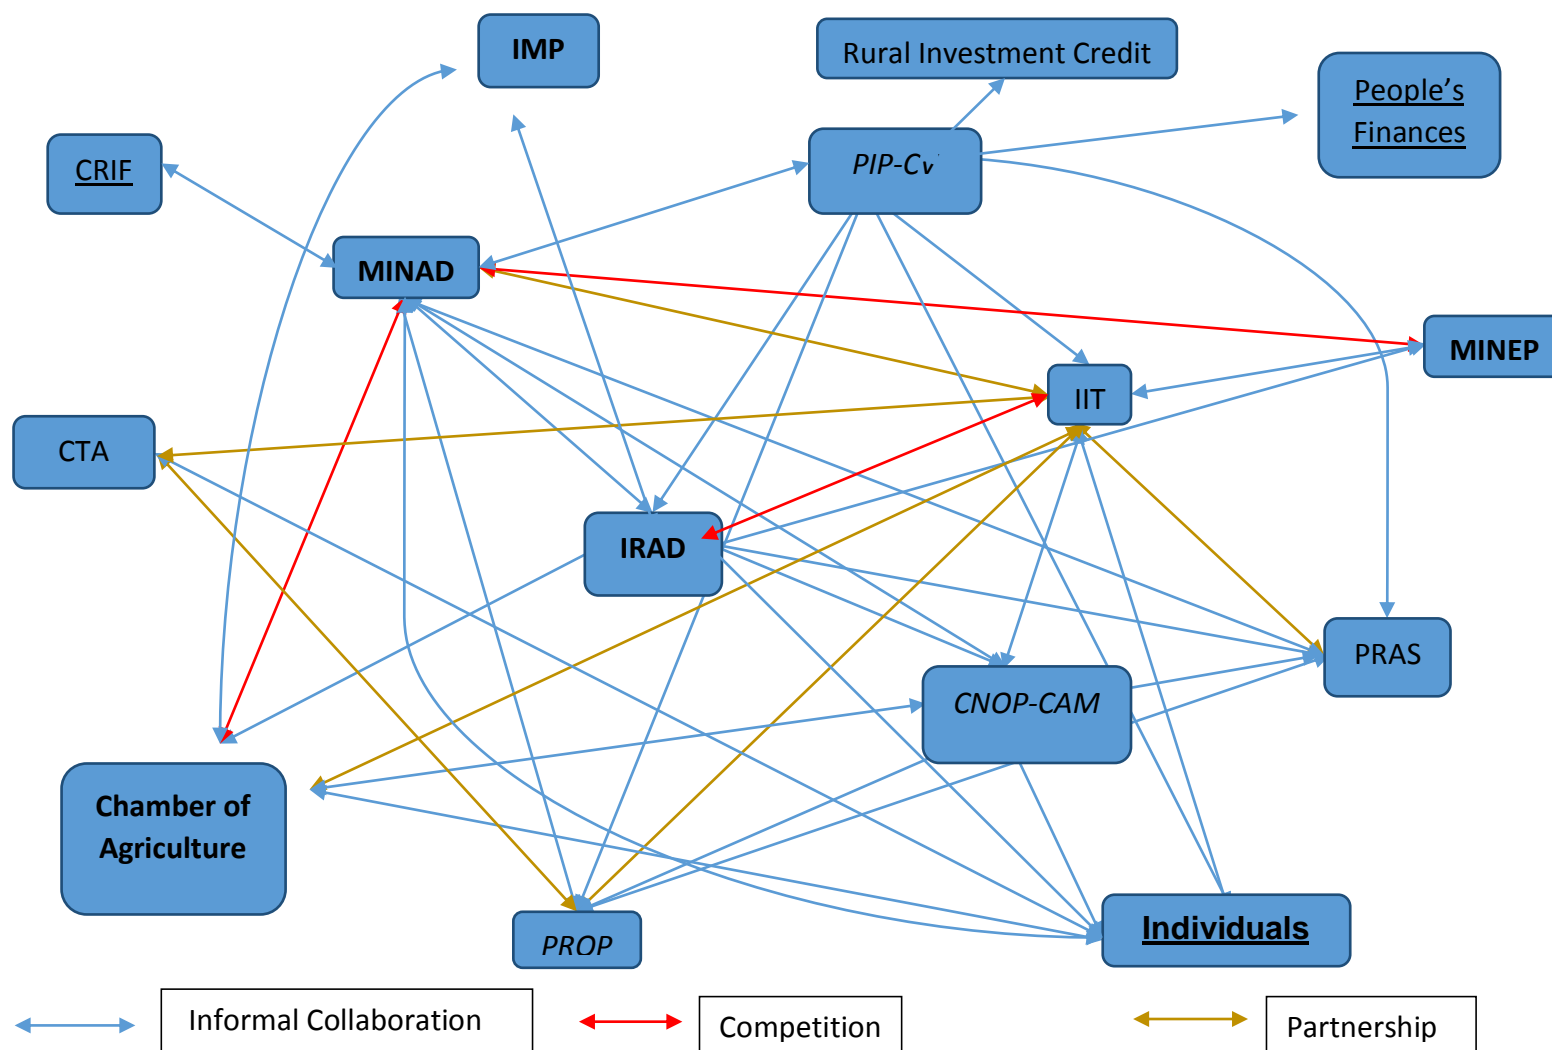 IMP
Rural Investment Credit
People's
Finances
CRIF
MINAD
MINEP
IIT
CTA
IRAD
PRAS
CNOP-CAM
Chamber of
Agriculture
PROP
Individuals
Informal Collaboration
Competition
Partnership